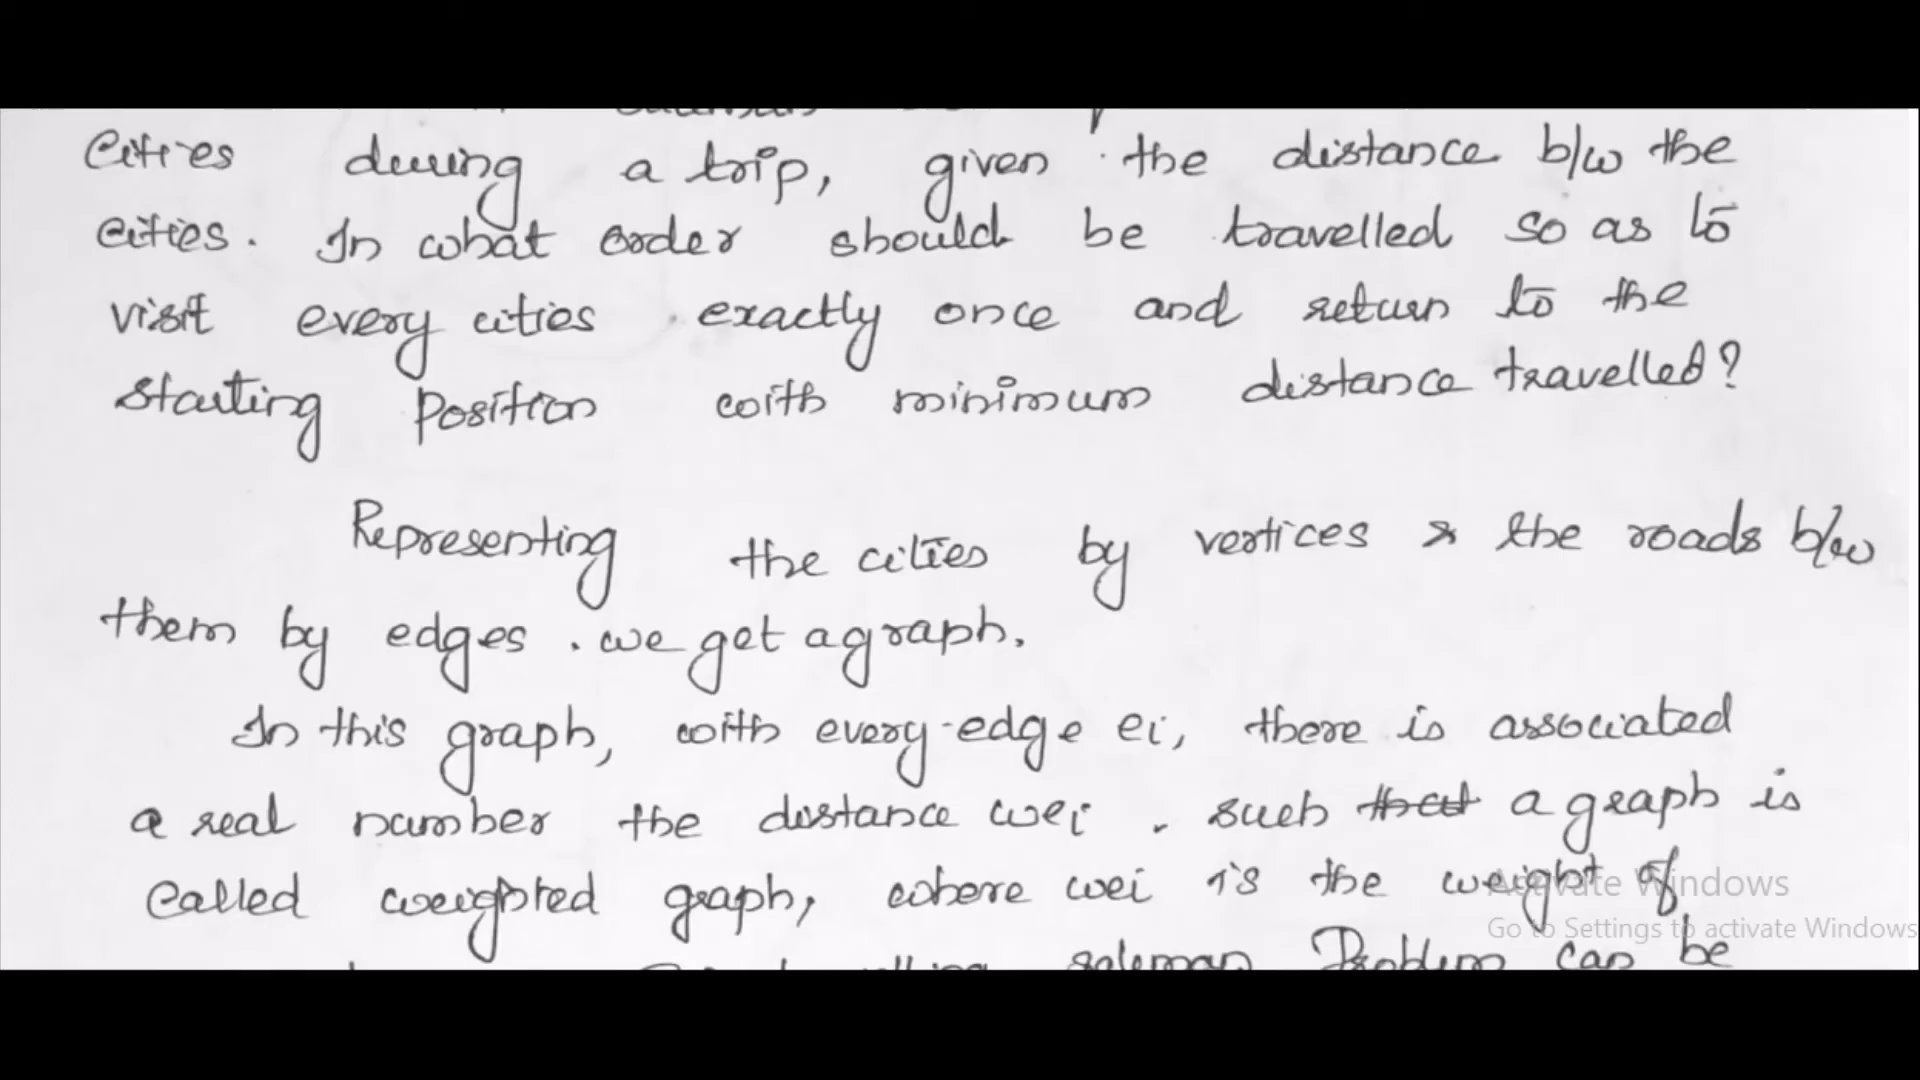 cities during a trip, given the distance b/w the
cities. In what order should be travelled so as to
visit every cities exactly once and return to the
starting position with minimum distance travelled?
Representing the cities by vertices & the roads b/w
them by edges. we get a graph.
In this graph, with every edge ei, there is associated
a real number the distance wei. such that a graph is
called weighted graph, where wei is the weight of
Activate Windows
Go to Settings to activate Windows
salesman Problem can be